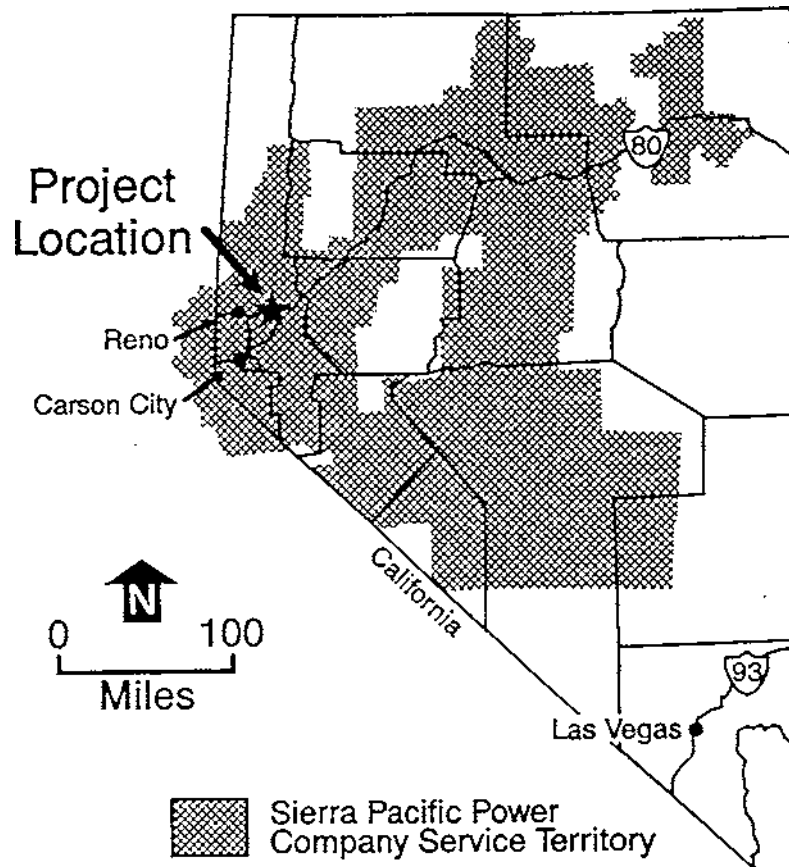 80
Project
Location
Reno
Carson City
California
N
0 100
Miles
93
Las Vegas
Sierra Pacific Power
Company Service Territory